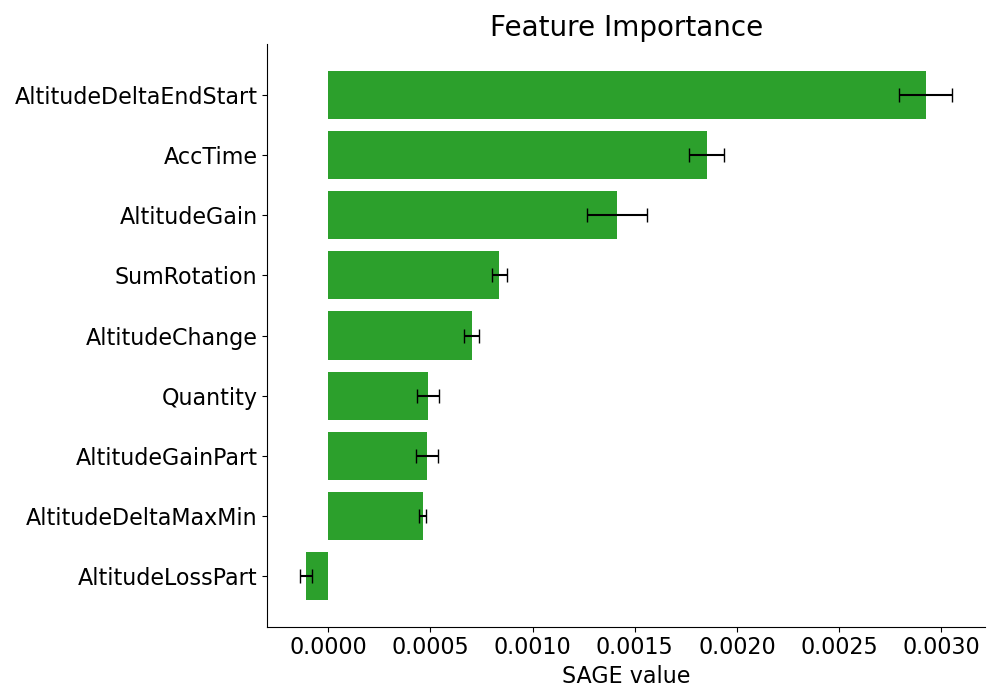 Feature Importance
AltitudeDeltaEndStart
AccTime
AltitudeGain
SumRotation
AltitudeChange
Quantity
AltitudeGainPart
AltitudeDeltaMaxMin
AltitudeLossPart
0.0000 0.0005 0.0010 0.0015 0.0020 0.0025 0.0030
SAGE value